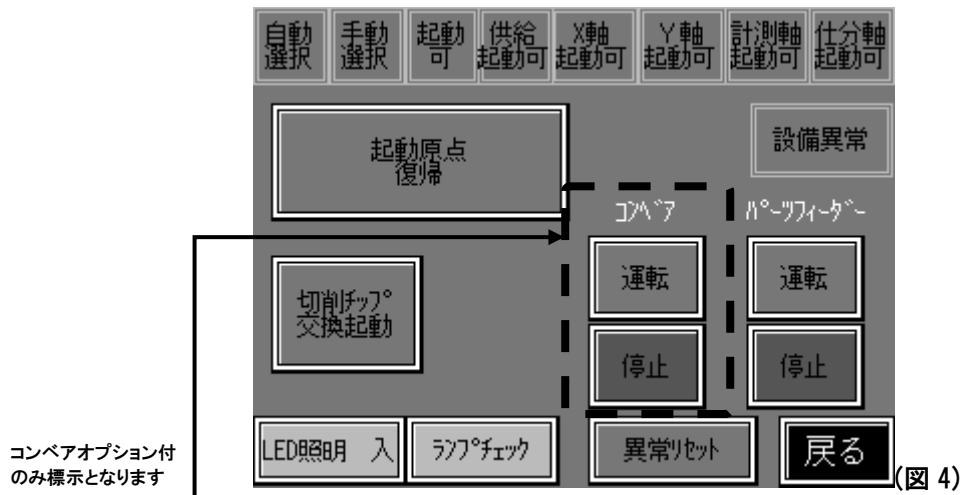 自動 手動 起動 供給 X軸 Y軸 計測軸 仕分軸
選択 選択 可 起動可 起動可 起動可 起動可 起動可
起動原点
復帰
設備異常
コンベア パーツフィーダー
運転 運転
切削チップ
交換起動
停止 停止
LED照明 入 ランプチェック 異常リセット 戻る
コンベアオプション付
のみ標示となります
(図 4)